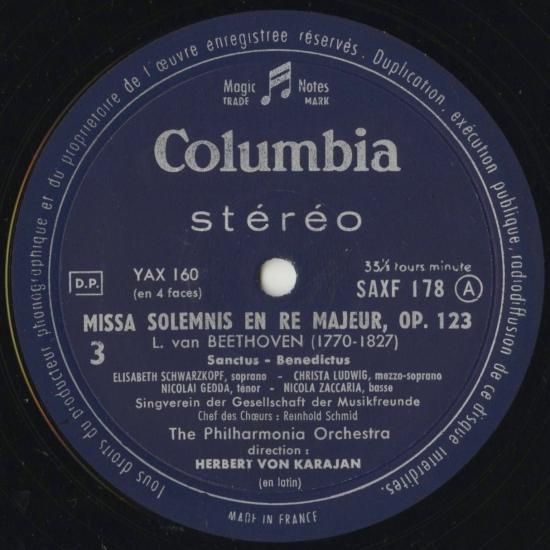 Tous droits du producteur phonographique et du propriétaire de l'œuvre enregistrée réservés. Duplication, exécution publique, radiodiffusion de ce disque interdites.
Magic Notes
TRADE MARK
Columbia
stéréo
D.P.
YAX 160
(en 4 faces)
33⅓ tours minute
SAXF 178 A
MISSA SOLEMNIS EN RE MAJEUR, OP. 123
3
L. van BEETHOVEN (1770-1827)
Sanctus - Benedictus
ELISABETH SCHWARZKOPF, soprano - CHRISTA LUDWIG, mezzo-soprano
NICOLAI GEDDA, tenor - NICOLA ZACCARIA, basse
Singverein der Gesellschaft der Musikfreunde
Chef des Chœurs : Reinhold Schmid
The Philharmonia Orchestra
direction :
HERBERT VON KARAJAN
(en latin)
MADE IN FRANCE